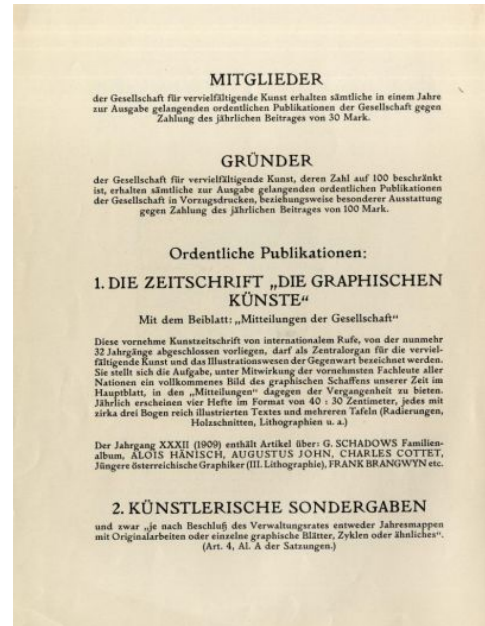 MITGLIEDER
der Gesellschaft für vervielfältigende Kunst erhalten sämtliche in einem Jahre
zur Ausgabe gelangenden ordentlichen Publikationen der Gesellschaft gegen
Zahlung des jährlichen Beitrages von 30 Mark.
GRÜNDER
der Gesellschaft für vervielfältigende Kunst, deren Zahl auf 100 beschränkt
ist, erhalten sämtliche zur Ausgabe gelangenden ordentlichen Publikationen
der Gesellschaft in Vorzugsdrucken, beziehungsweise besonderer Ausstattung
gegen Zahlung des jährlichen Beitrages von 100 Mark.
Ordentliche Publikationen:
1. DIE ZEITSCHRIFT „DIE GRAPHISCHEN
KÜNSTE“
Mit dem Beiblatt: „Mitteilungen der Gesellschaft“
Diese vornehme Kunstzeitschrift von internationalem Rufe, von der nunmehr
32 Jahrgänge abgeschlossen vorliegen, darf als Zentralorgan für die verviel-
fältigende Kunst und das Illustrationswesen der Gegenwart bezeichnet werden.
Sie stellt sich die Aufgabe, unter Mitwirkung der vornehmsten Fachleute aller
Nationen ein vollkommenes Bild des graphischen Schaffens unserer Zeit im
Hauptblatt, in den „Mitteilungen“ dagegen der Vergangenheit zu bieten.
Jährlich erscheinen vier Hefte im Format von 40 : 30 Zentimeter, jedes mit
zirka drei Bogen reich illustrierten Textes und mehreren Tafeln (Radierungen,
Holzschnitten, Lithographien u. a.)
Der Jahrgang XXXII (1909) enthält Artikel über: G. SCHADOWS Familien-
album, ALOIS HÄNISCH, AUGUSTUS JOHN, CHARLES COTTET,
Jüngere österreichische Graphiker (III. Lithographie), FRANK BRANGWYN etc.
2. KÜNSTLERISCHE SONDERGABEN
und zwar „je nach Beschluß des Verwaltungsrates entweder Jahresmappen
mit Originalarbeiten oder einzelne graphische Blätter, Zyklen oder ähnliches“.
(Art. 4, Al. A der Satzungen.)